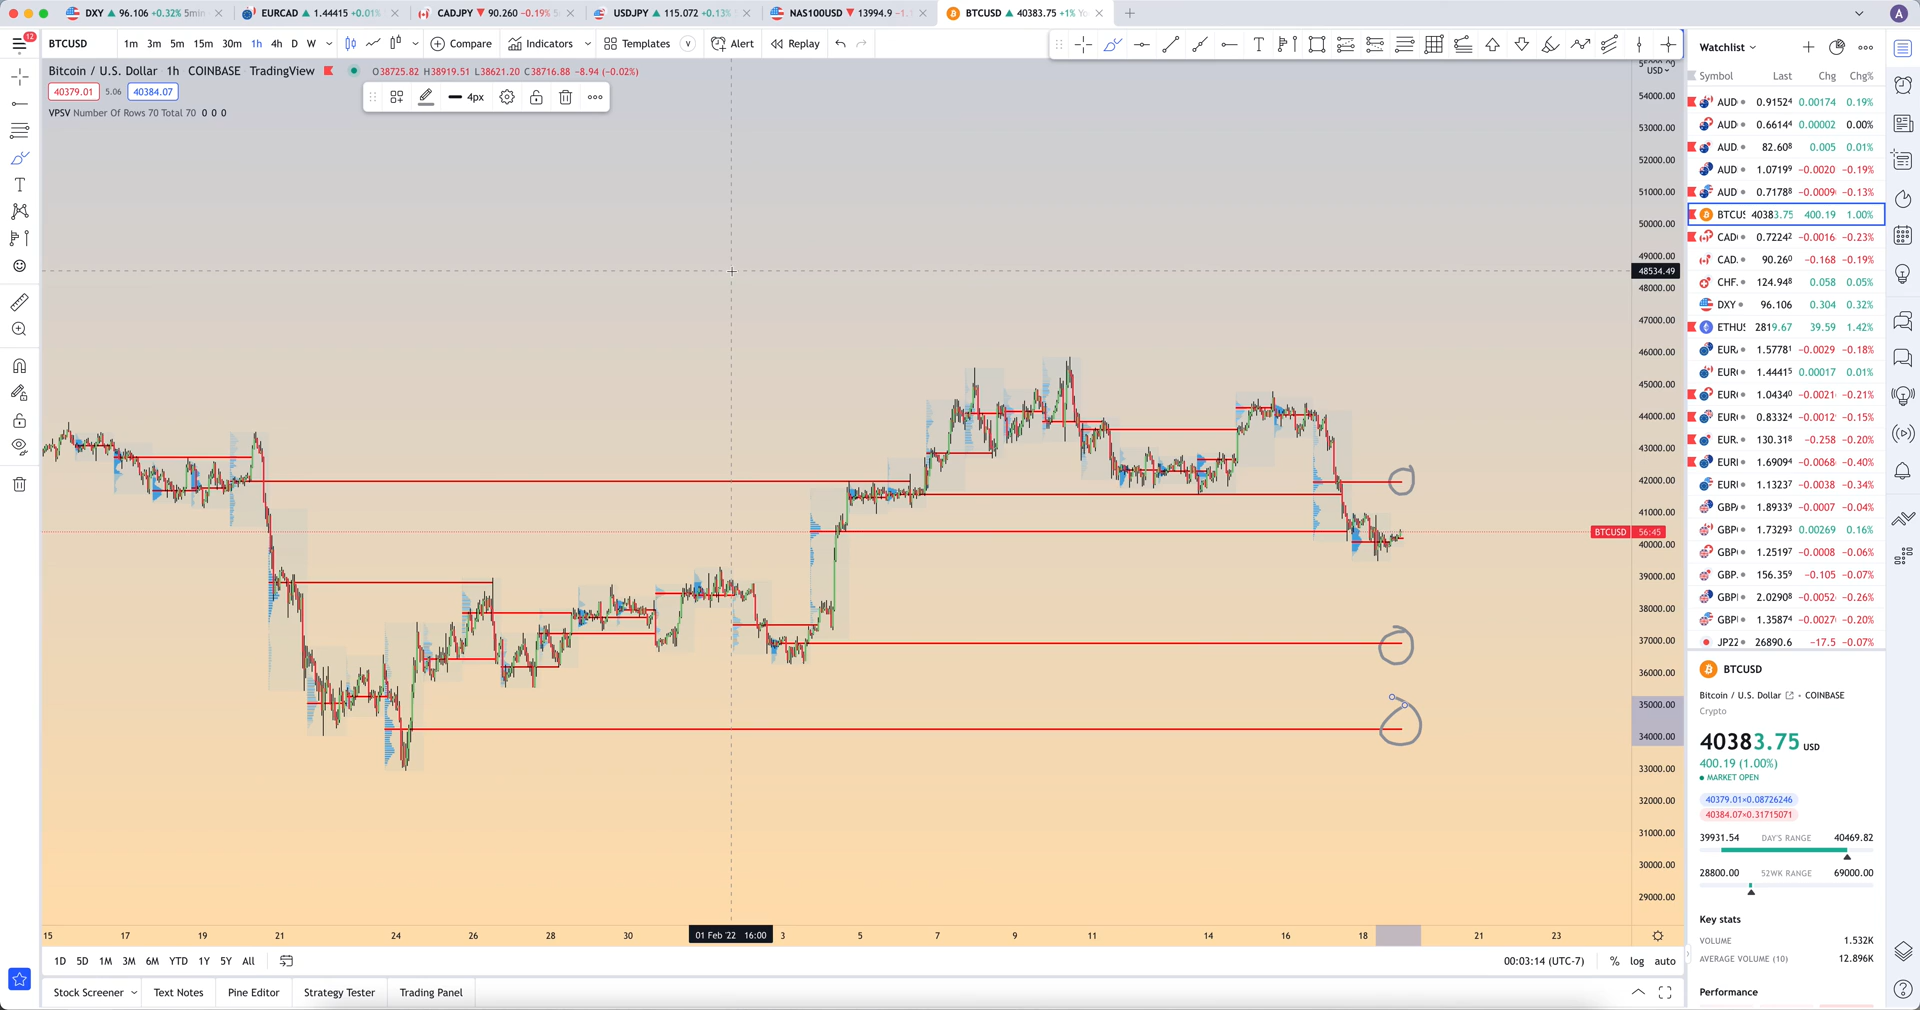 DXY ▲ 96.106 +0.32% 5min
EURCAD ▲ 1.44415 +0.01%
CADJPY ▼ 90.260 −0.19%
USDJPY ▲ 115.072 +0.13%
NAS100USD ▼ 13994.9
BTCUSD ▲ 40383.75 +1%
A
12
BTCUSD 1m 3m 5m 15m 30m 1h 4h D W Compare Indicators Templates Alert Replay
Watchlist
Bitcoin / U.S. Dollar 1h COINBASE TradingView O38725.82 H38919.51 L38621.20 C38716.88 −8.94 (−0.02%)
40379.01 5.06 40384.07
4px
VPSV Number Of Rows 70 Total 70 0 0 0
USD
54000.00
53000.00
52000.00
51000.00
50000.00
49000.00
48534.49
48000.00
47000.00
46000.00
45000.00
44000.00
43000.00
42000.00
41000.00
BTCUSD 56:45
40000.00
39000.00
38000.00
37000.00
36000.00
35000.00
34000.00
33000.00
32000.00
31000.00
30000.00
29000.00
15 17 19 21 24 26 28 30 01 Feb '22 16:00 3 5 7 9 11 14 16 18 21 23
1D 5D 1M 3M 6M YTD 1Y 5Y All
00:03:14 (UTC-7) % log auto
Stock Screener Text Notes Pine Editor Strategy Tester Trading Panel
Symbol Last Chg Chg%
AUD 0.91524 0.00174 0.19%
AUD 0.66144 0.00002 0.00%
AUD 82.608 0.005 0.01%
AUD 1.07199 −0.0020 −0.19%
AUD 0.71788 −0.0009 −0.13%
BTCUS 40383.75 400.19 1.00%
CAD 0.72242 −0.0016 −0.23%
CAD 90.260 −0.168 −0.19%
CHF 124.948 0.058 0.05%
DXY 96.106 0.304 0.32%
ETHUS 2819.67 39.59 1.42%
EUR 1.57781 −0.0029 −0.18%
EUR 1.44415 0.00017 0.01%
EUR 1.04340 −0.0021 −0.21%
EUR 0.83324 −0.0012 −0.15%
EUR 130.318 −0.258 −0.20%
EUR 1.69094 −0.0068 −0.40%
EUR 1.13237 −0.0038 −0.34%
GBP 1.89339 −0.0007 −0.04%
GBP 1.73293 0.00269 0.16%
GBP 1.25197 −0.0008 −0.06%
GBP 156.359 −0.105 −0.07%
GBP 2.02908 −0.0052 −0.26%
GBP 1.35874 −0.0027 −0.20%
JP22 26890.6 −17.5 −0.07%
BTCUSD
Bitcoin / U.S. Dollar • COINBASE
Crypto
40383.75 USD
400.19 (1.00%)
MARKET OPEN
40379.01×0.08726246
40384.07×0.31715071
39931.54 DAY'S RANGE 40469.82
28800.00 52WK RANGE 69000.00
Key stats
VOLUME 1.532K
AVERAGE VOLUME (10) 12.896K
Performance